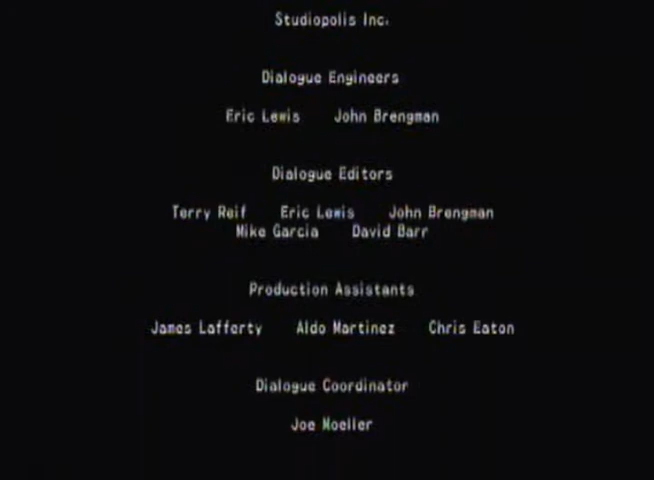 Studiopolis Inc.
Dialogue Engineers
Eric Lewis John Brengman
Dialogue Editors
Terry Reif Eric Lewis John Brengman
Mike Garcia David Barr
Production Assistants
James Lafferty Aldo Martinez Chris Eaton
Dialogue Coordinator
Joe Moeller